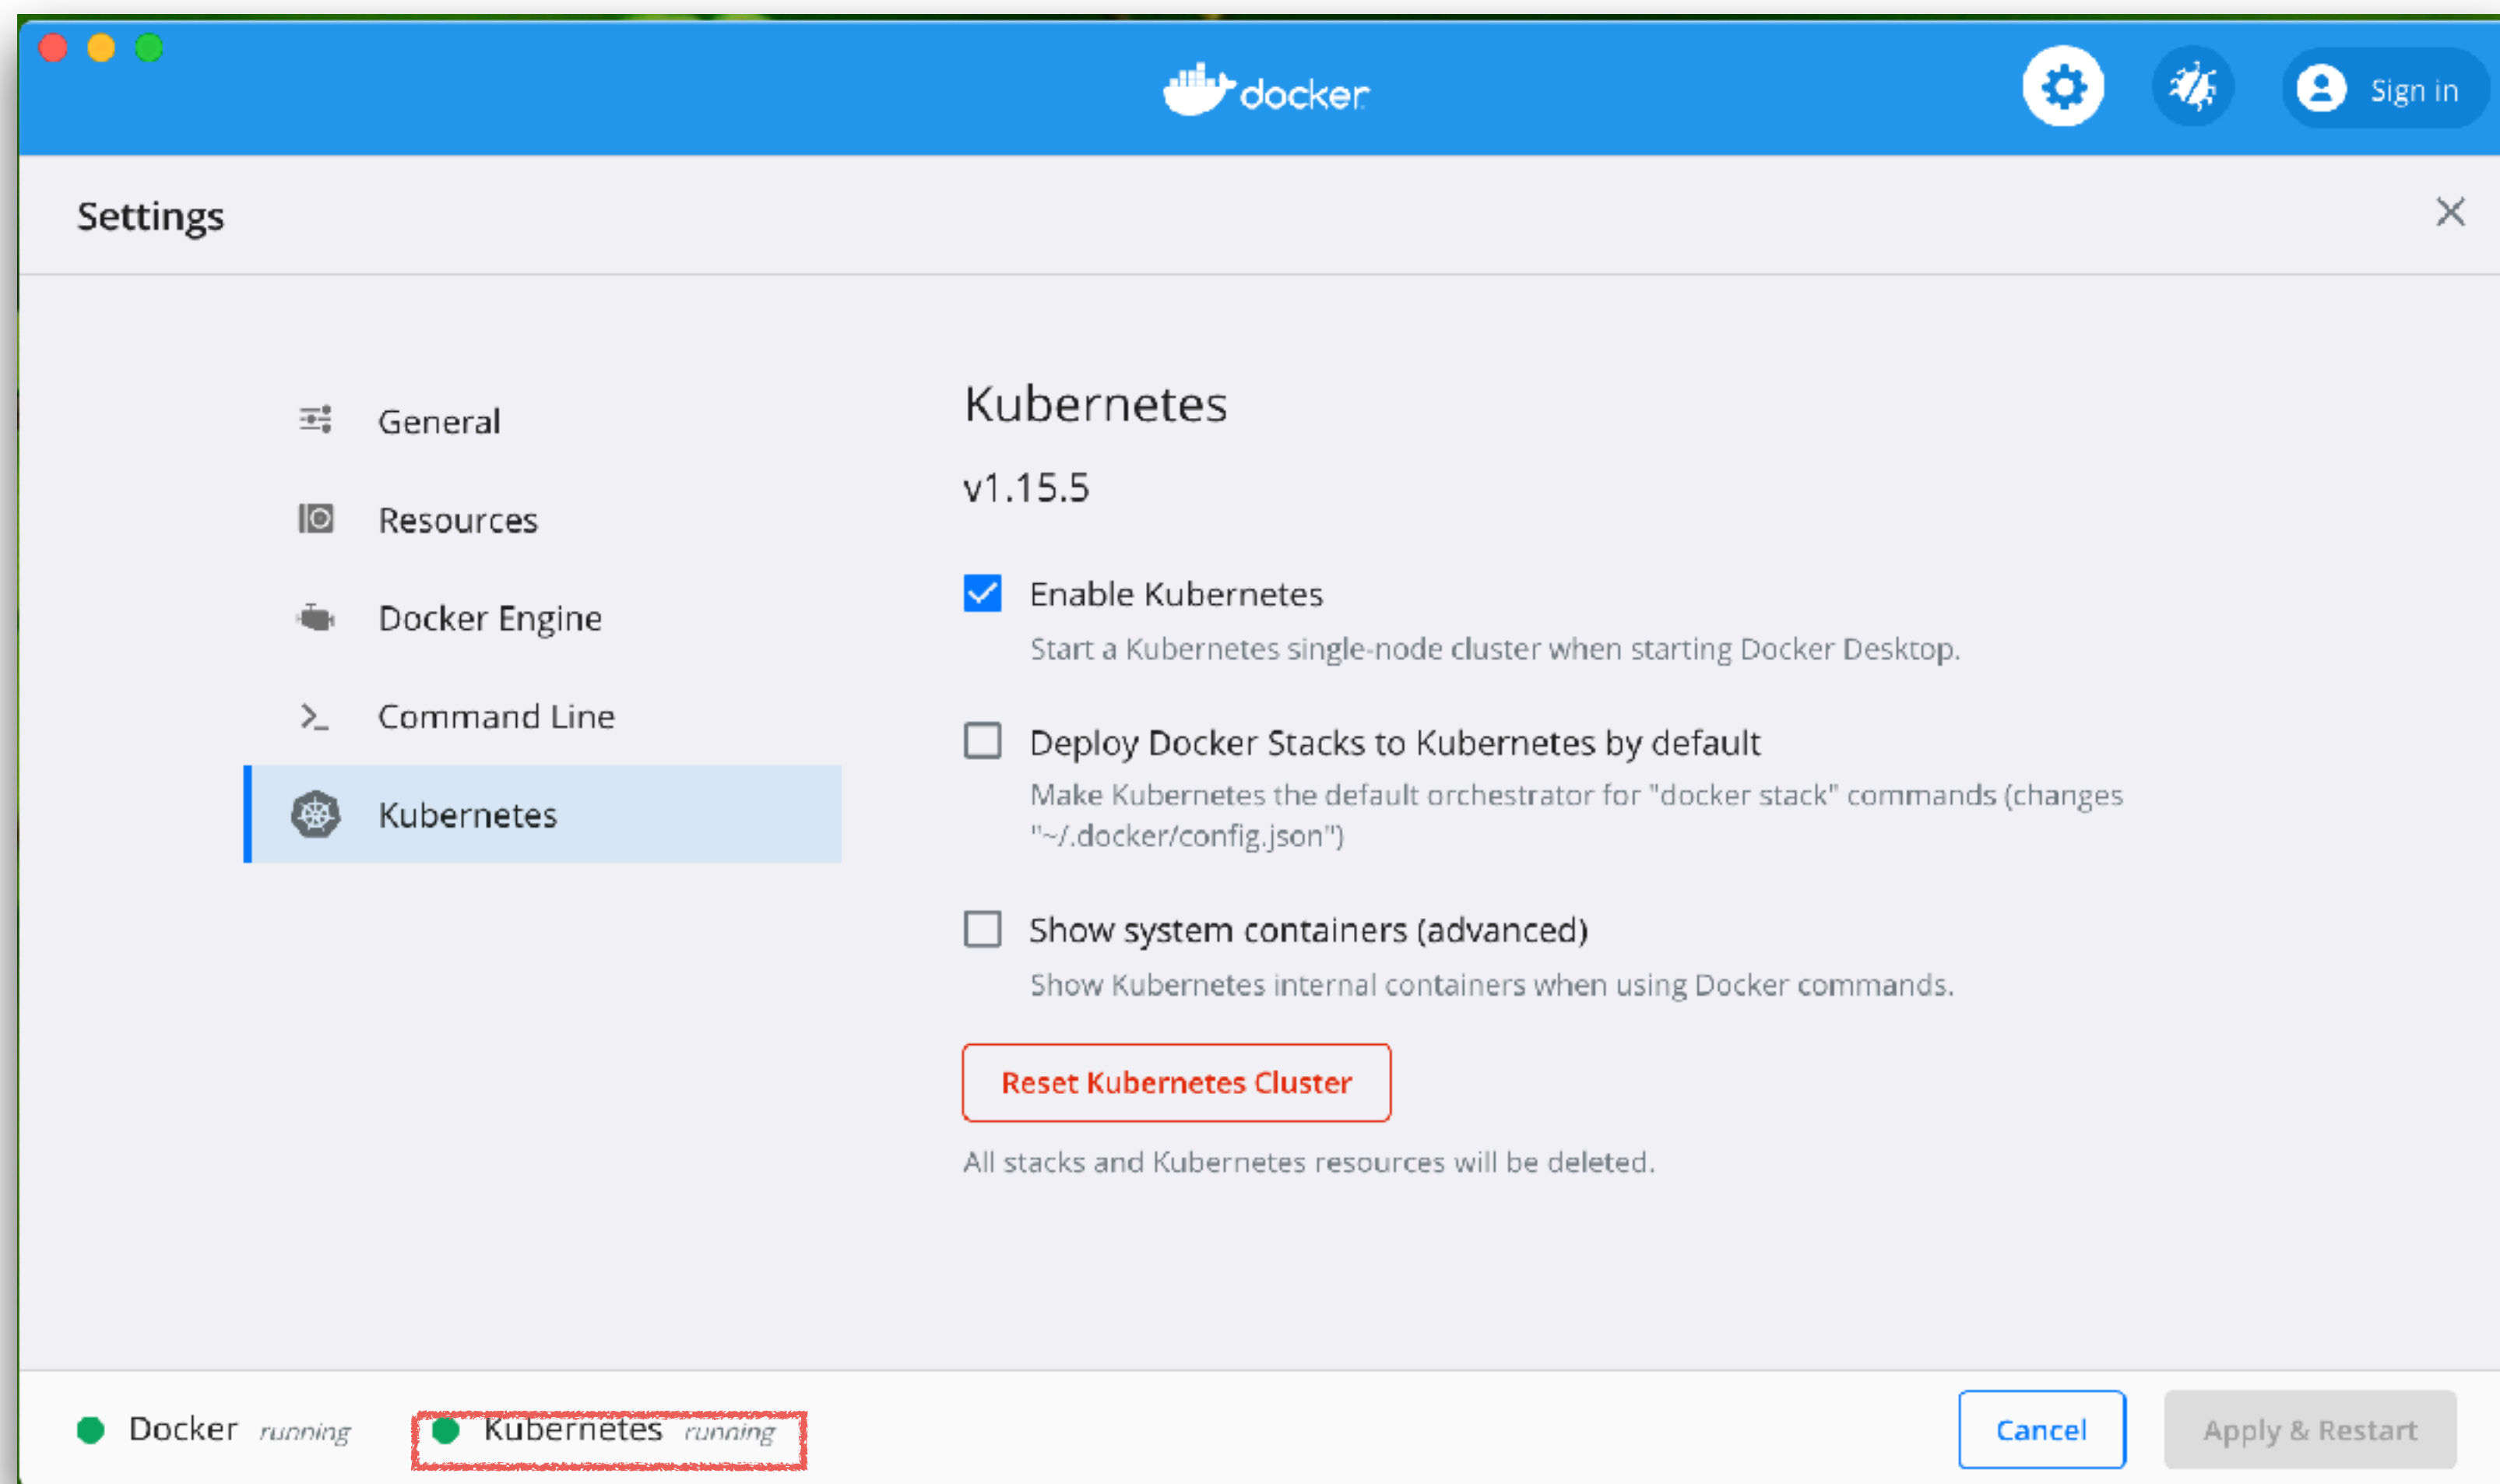 docker
Sign in
Settings
General
Resources
Docker Engine
Command Line
Kubernetes
Kubernetes
v1.15.5
Enable Kubernetes
Start a Kubernetes single-node cluster when starting Docker Desktop.
Deploy Docker Stacks to Kubernetes by default
Make Kubernetes the default orchestrator for "docker stack" commands (changes
"~/.docker/config.json")
Show system containers (advanced)
Show Kubernetes internal containers when using Docker commands.
Reset Kubernetes Cluster
All stacks and Kubernetes resources will be deleted.
Docker running
Kubernetes running
Cancel
Apply & Restart